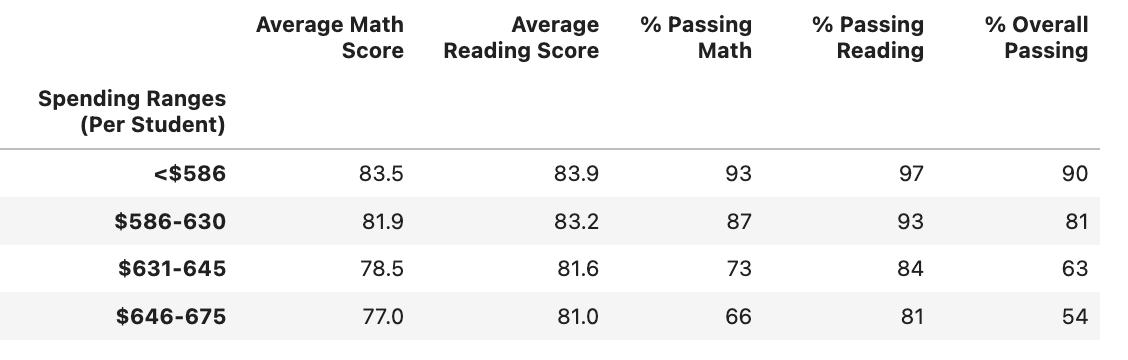 Average Math Score Average Reading Score % Passing Math % Passing Reading % Overall Passing
Spending Ranges (Per Student)
<$586 83.5 83.9 93 97 90
$586-630 81.9 83.2 87 93 81
$631-645 78.5 81.6 73 84 63
$646-675 77.0 81.0 66 81 54